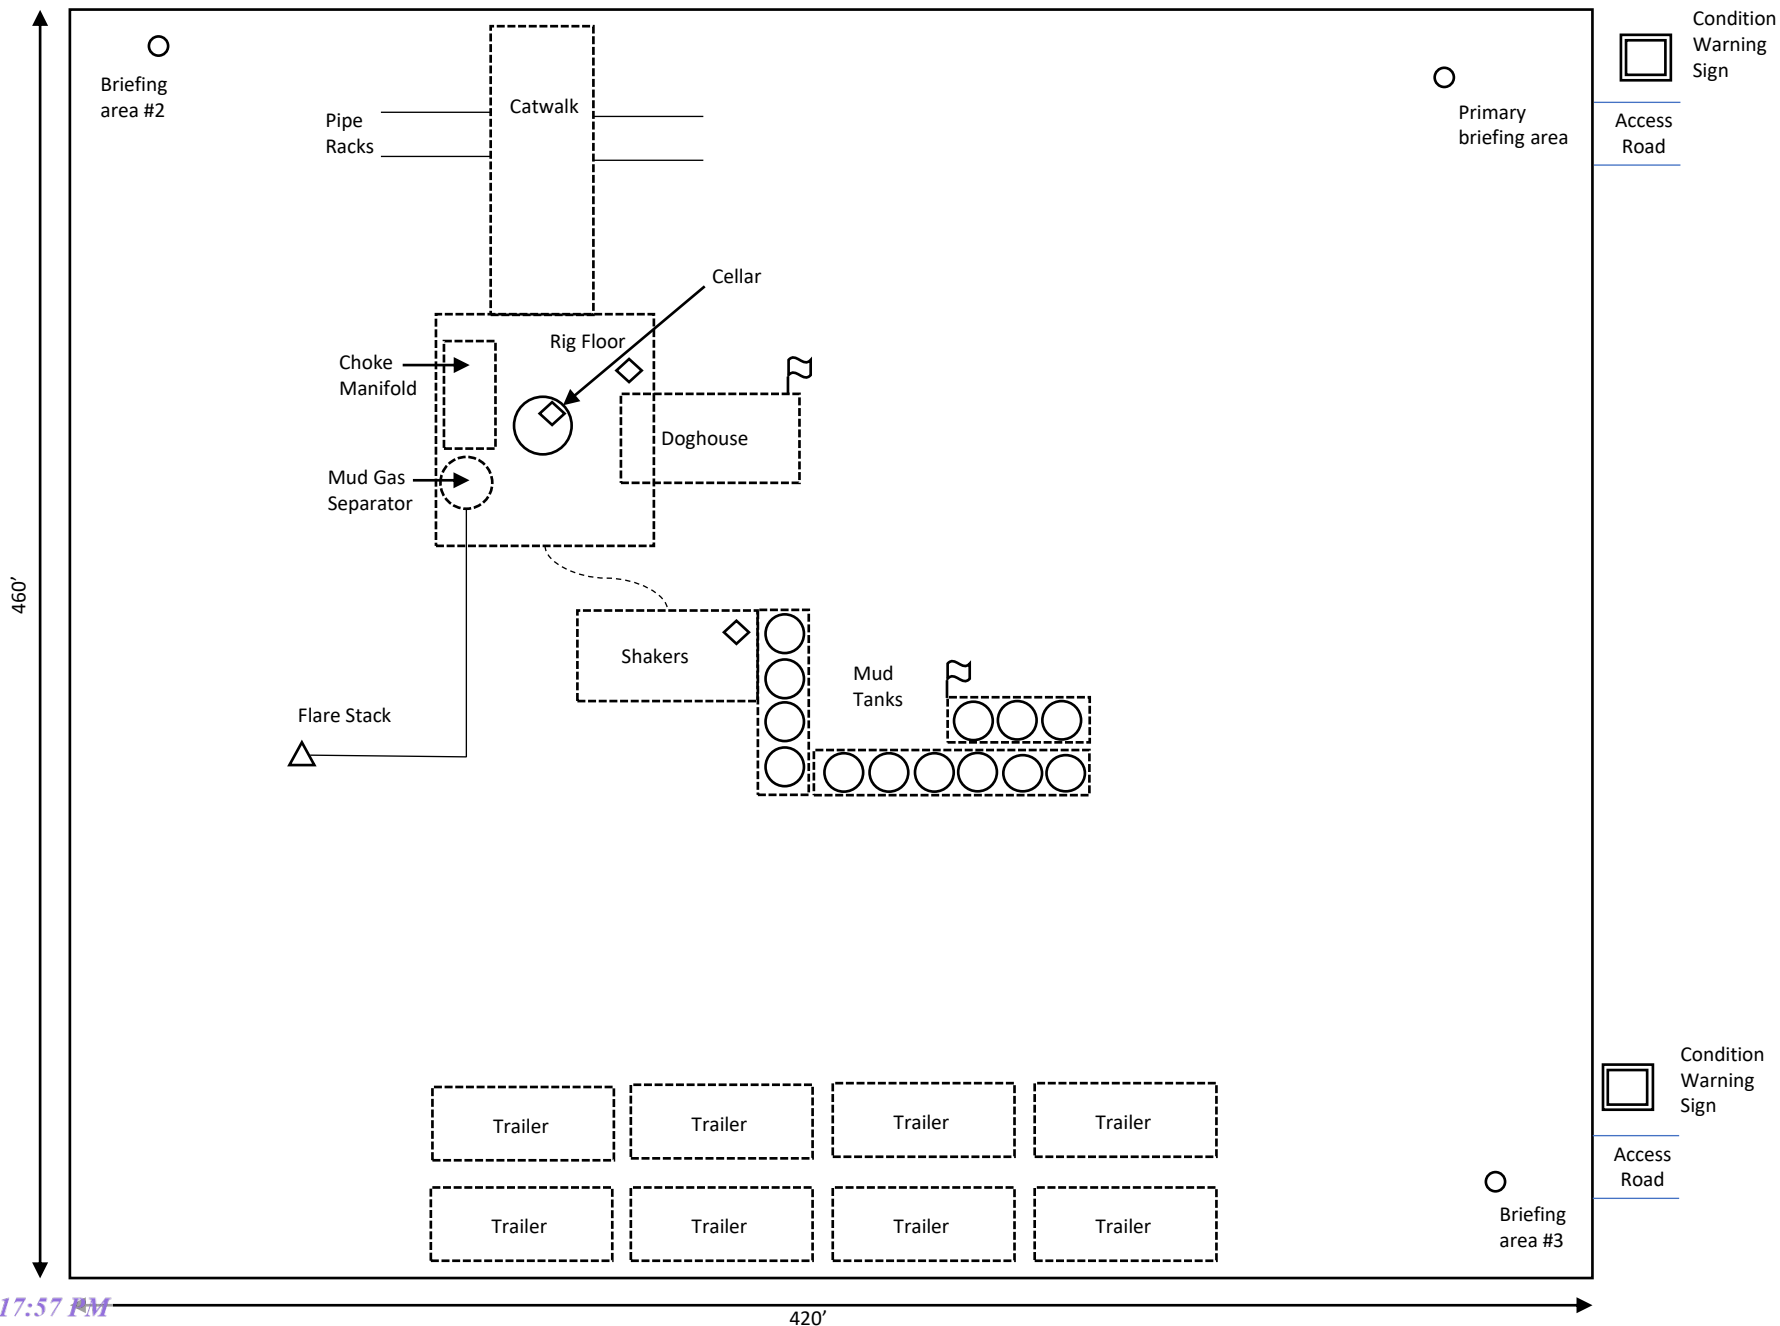 Condition
Warning
Sign
Briefing
area #2
Catwalk
Pipe
Racks
Primary
briefing area
Access
Road
Cellar
Rig Floor
Choke
Manifold
Doghouse
Mud Gas
Separator
460’
Shakers
Mud
Tanks
Flare Stack
Condition
Warning
Sign
Trailer
Trailer
Trailer
Trailer
Access
Road
Trailer
Trailer
Trailer
Trailer
Briefing
area #3
17:57 PM
420’